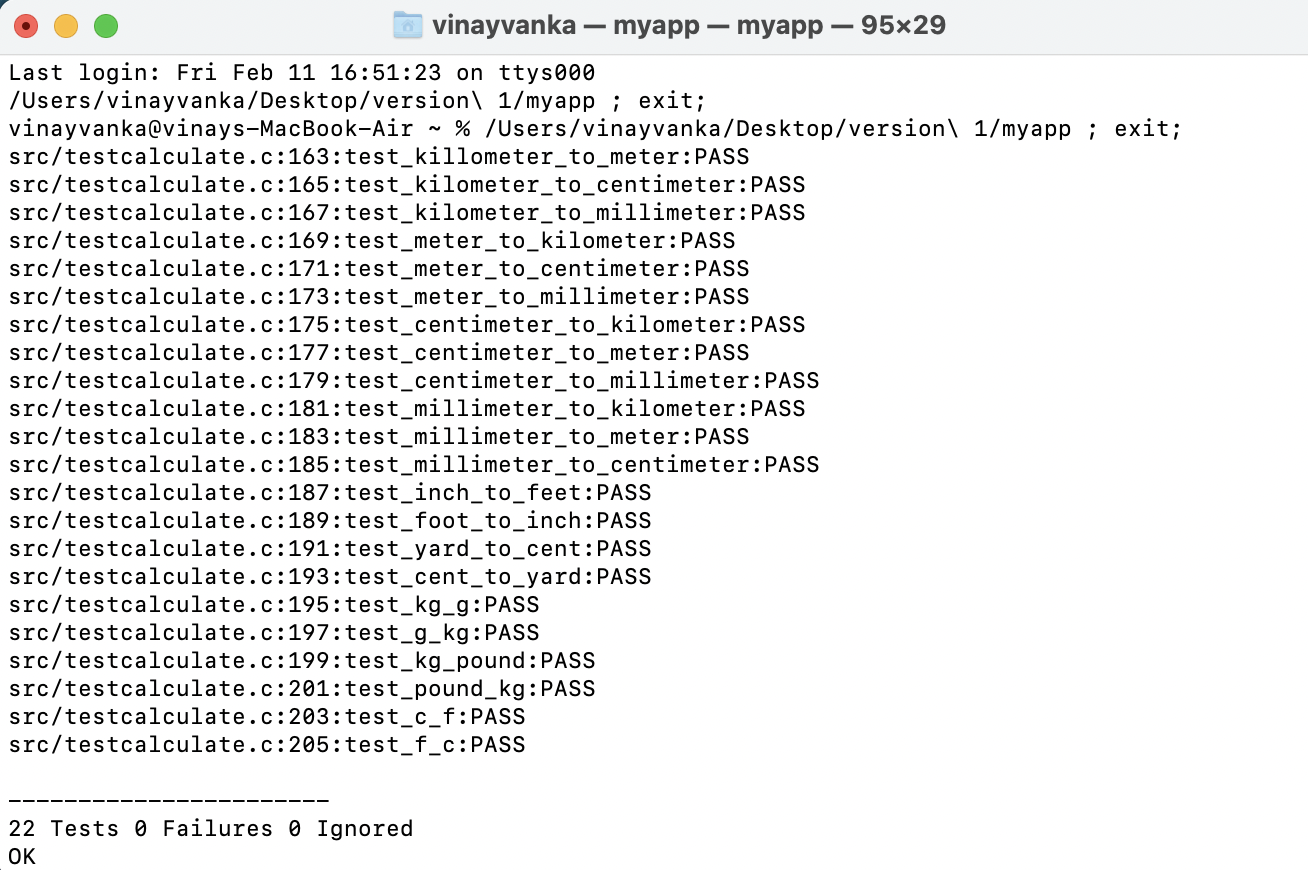 vinayvanka — myapp — myapp — 95×29
Last login: Fri Feb 11 16:51:23 on ttys000
/Users/vinayvanka/Desktop/version\ 1/myapp ; exit;
vinayvanka@vinays-MacBook-Air ~ % /Users/vinayvanka/Desktop/version\ 1/myapp ; exit;
src/testcalculate.c:163:test_killometer_to_meter:PASS
src/testcalculate.c:165:test_kilometer_to_centimeter:PASS
src/testcalculate.c:167:test_kilometer_to_millimeter:PASS
src/testcalculate.c:169:test_meter_to_kilometer:PASS
src/testcalculate.c:171:test_meter_to_centimeter:PASS
src/testcalculate.c:173:test_meter_to_millimeter:PASS
src/testcalculate.c:175:test_centimeter_to_kilometer:PASS
src/testcalculate.c:177:test_centimeter_to_meter:PASS
src/testcalculate.c:179:test_centimeter_to_millimeter:PASS
src/testcalculate.c:181:test_millimeter_to_kilometer:PASS
src/testcalculate.c:183:test_millimeter_to_meter:PASS
src/testcalculate.c:185:test_millimeter_to_centimeter:PASS
src/testcalculate.c:187:test_inch_to_feet:PASS
src/testcalculate.c:189:test_foot_to_inch:PASS
src/testcalculate.c:191:test_yard_to_cent:PASS
src/testcalculate.c:193:test_cent_to_yard:PASS
src/testcalculate.c:195:test_kg_g:PASS
src/testcalculate.c:197:test_g_kg:PASS
src/testcalculate.c:199:test_kg_pound:PASS
src/testcalculate.c:201:test_pound_kg:PASS
src/testcalculate.c:203:test_c_f:PASS
src/testcalculate.c:205:test_f_c:PASS
-----------------------
22 Tests 0 Failures 0 Ignored
OK